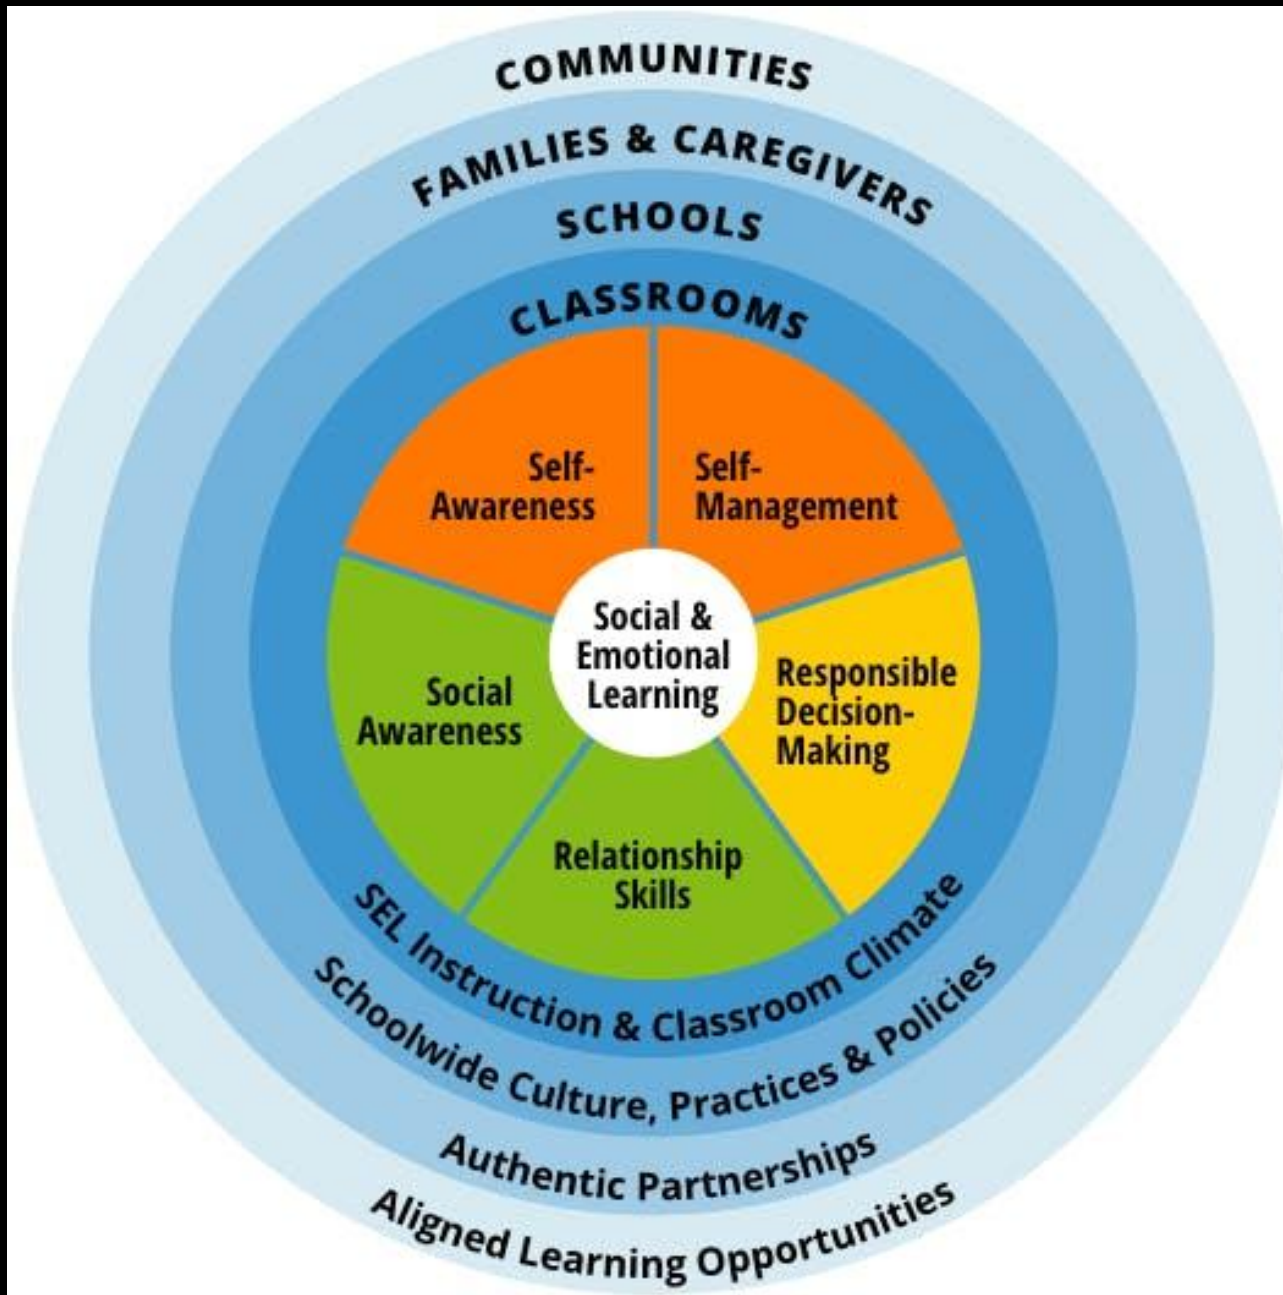 COMMUNITIES
FAMILIES & CAREGIVERS
SCHOOLS
CLASSROOMS
Self-
Awareness
Self-
Management
Social &
Emotional
Learning
Social
Awareness
Responsible
Decision-
Making
Relationship
Skills
SEL Instruction & Classroom Climate
Schoolwide Culture, Practices & Policies
Authentic Partnerships
Aligned Learning Opportunities